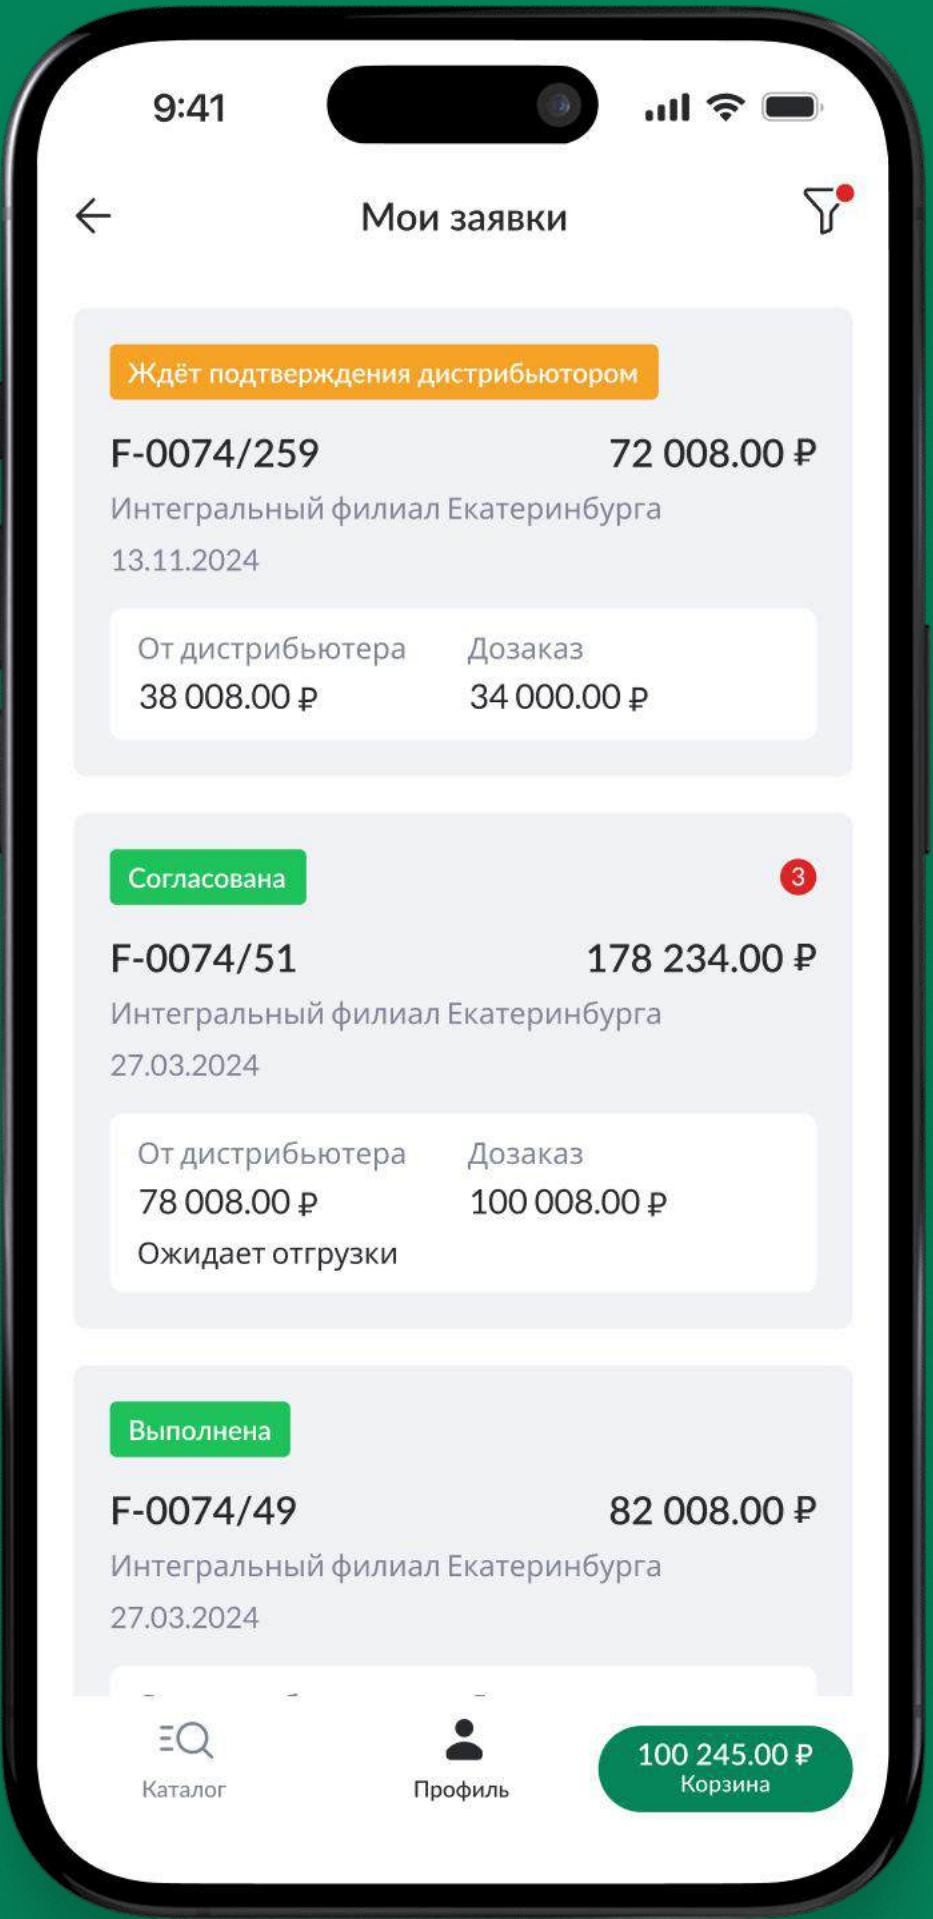 9:41
Мои заявки
Ждёт подтверждения дистрибьютором
F-0074/259 72 008.00 ₽
Интегральный филиал Екатеринбурга
13.11.2024
От дистрибьютера Дозаказ
38 008.00 ₽ 34 000.00 ₽
Согласована 3
F-0074/51 178 234.00 ₽
Интегральный филиал Екатеринбурга
27.03.2024
От дистрибьютера Дозаказ
78 008.00 ₽ 100 008.00 ₽
Ожидает отгрузки
Выполнена
F-0074/49 82 008.00 ₽
Интегральный филиал Екатеринбурга
27.03.2024
100 245.00 ₽
Каталог Профиль Корзина